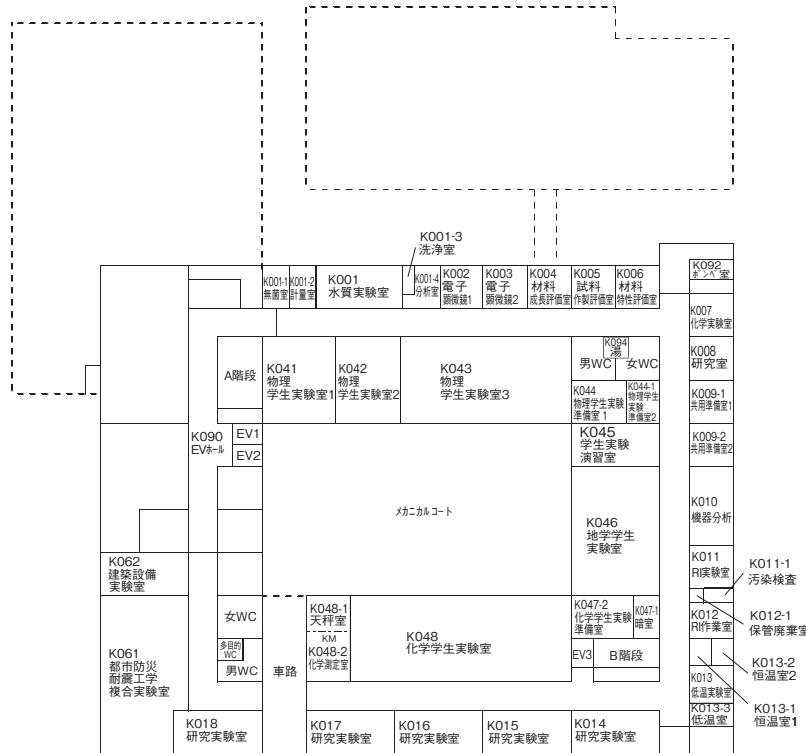 K001-3
洗浄室
K001-1
無菌室
K001-2
計量室
K001
水質実験室
K001-4
分析室
K002
電子
顕微鏡1
K003
電子
顕微鏡2
K004
材料
成長評価室
K005
試料
作製評価室
K006
材料
特性評価室
K092
ボンベ室
K007
化学実験室
A階段
K041
物理
学生実験室1
K042
物理
学生実験室2
K043
物理
学生実験室3
K094
湯
男WC
女WC
K008
研究室
K044
物理学生実験
準備室 1
K044-1
物理学生
実験
準備室2
K009-1
共用準備室1
K090
EVホール
EV1
EV2
K045
学生実験
演習室
K009-2
共用準備室2
メカニカルコート
K046
地学学生
実験室
K010
機器分析
K062
建築設備
実験室
K011
RI実験室
K011-1
汚染検査
女WC
多目的
WC
男WC
K048-1
天秤室
KM
K048-2
化学測定室
K048
化学学生実験室
K047-2
化学学生実験
準備室
K047-1
暗室
K012
RI作業室
K012-1
保管廃棄室
K061
都市防災
耐震工学
複合実験室
車路
EV3
B階段
K013-2
恒温室2
K013
低温実験室
K013-1
恒温室1
K013-3
低温室
K018
研究実験室
K017
研究実験室
K016
研究実験室
K015
研究実験室
K014
研究実験室